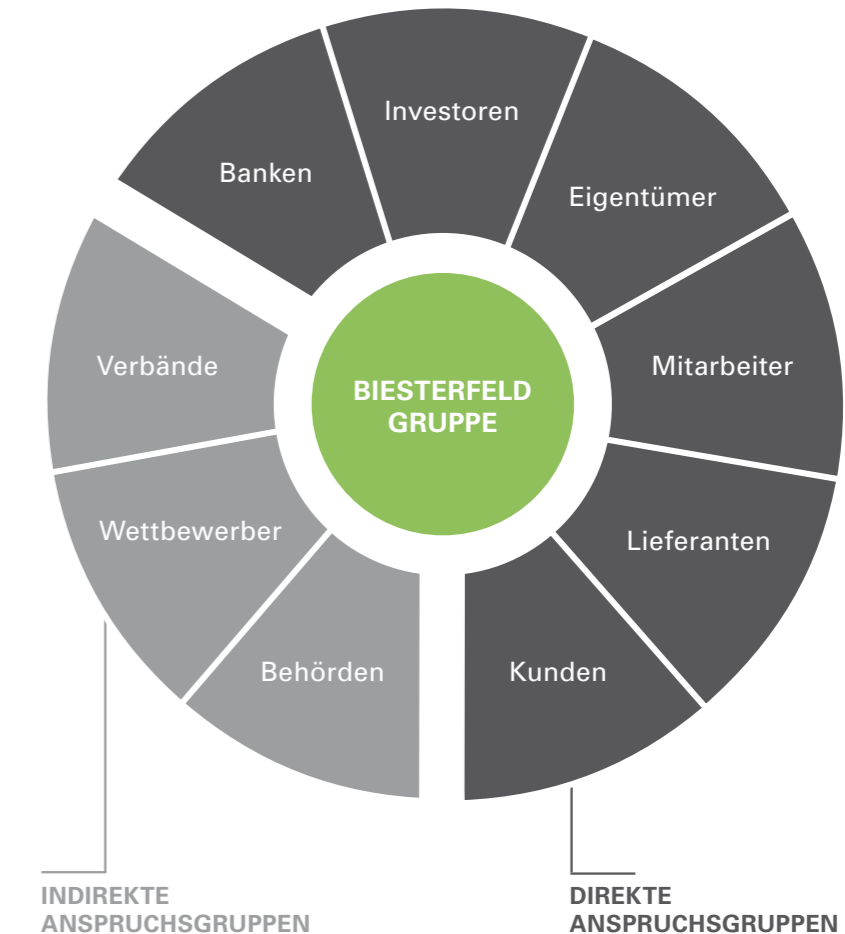 Investoren
Banken
Eigentümer
Verbände
Mitarbeiter
BIESTERFELD
GRUPPE
Wettbewerber
Lieferanten
Behörden
Kunden
INDIREKTE
ANSPRUCHSGRUPPEN
DIREKTE
ANSPRUCHSGRUPPEN